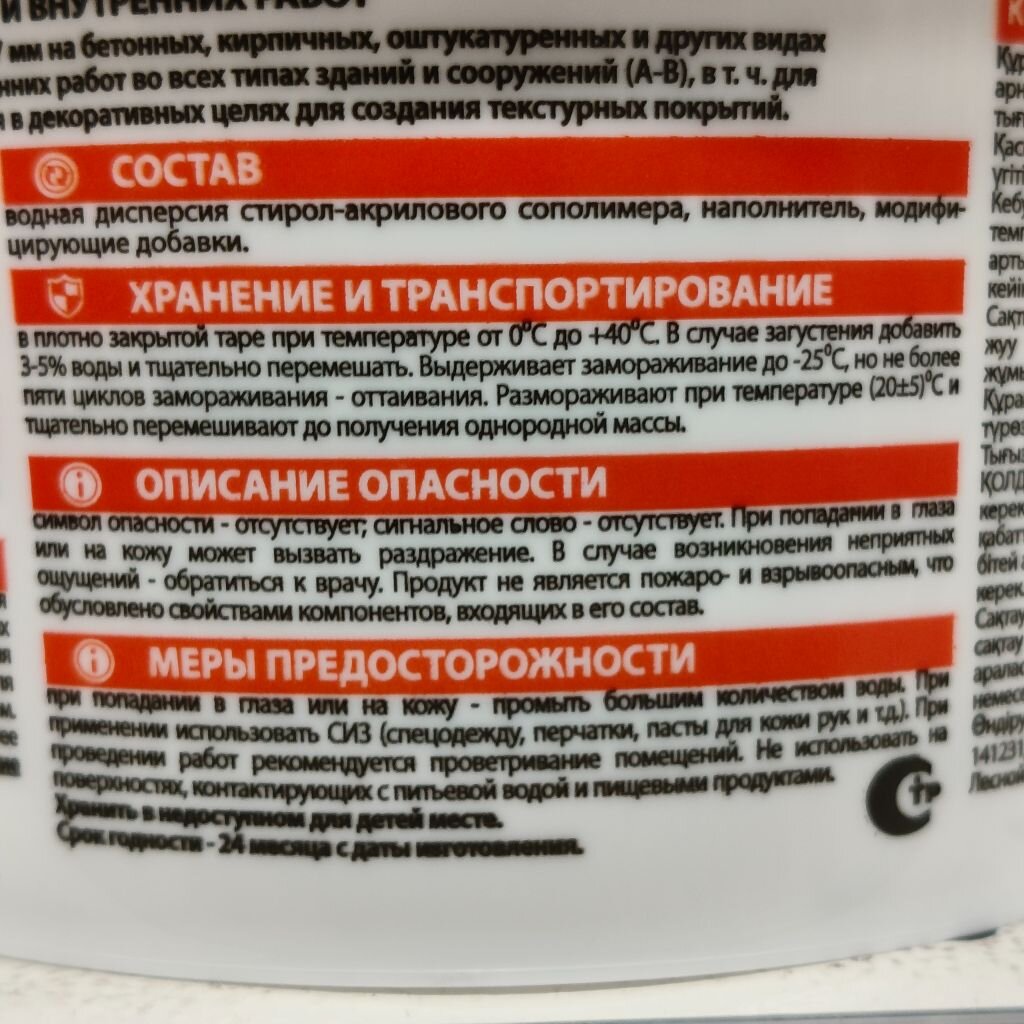 И ВНУТРЕННИХ РАБОТ
7 мм на бетонных, кирпичных, оштукатуренных и других видах
нних работ во всех типах зданий и сооружений (А-В), в т. ч. для
я в декоративных целях для создания текстурных покрытий.
СОСТАВ
водная дисперсия стирол-акрилового сополимера, наполнитель, модифи-
цирующие добавки.
ХРАНЕНИЕ И ТРАНСПОРТИРОВАНИЕ
в плотно закрытой таре при температуре от 0⁰С до +40⁰С. В случае загустения добавить
3-5% воды и тщательно перемешать. Выдерживает замораживание до -25⁰С, но не более
пяти циклов замораживания - оттаивания. Размораживают при температуре (20±5)⁰С и
тщательно перемешивают до получения однородной массы.
ОПИСАНИЕ ОПАСНОСТИ
символ опасности - отсутствует; сигнальное слово - отсутствует. При попадании в глаза
или на кожу может вызвать раздражение. В случае возникновения неприятных
ощущений - обратиться к врачу. Продукт не является пожаро- и взрывоопасным, что
обусловлено свойствами компонентов, входящих в его состав.
МЕРЫ ПРЕДОСТОРОЖНОСТИ
при попадании в глаза или на кожу - промыть большим количеством воды. При
применении использовать СИЗ (спецодежду, перчатки, пасты для кожи рук и т.д.). При
проведении работ рекомендуется проветривание помещений. Не использовать на
поверхностях, контактирующих с питьевой водой и пищевыми продуктами.
Хранить в недоступном для детей месте.
Срок годности - 24 месяца с даты изготовления.